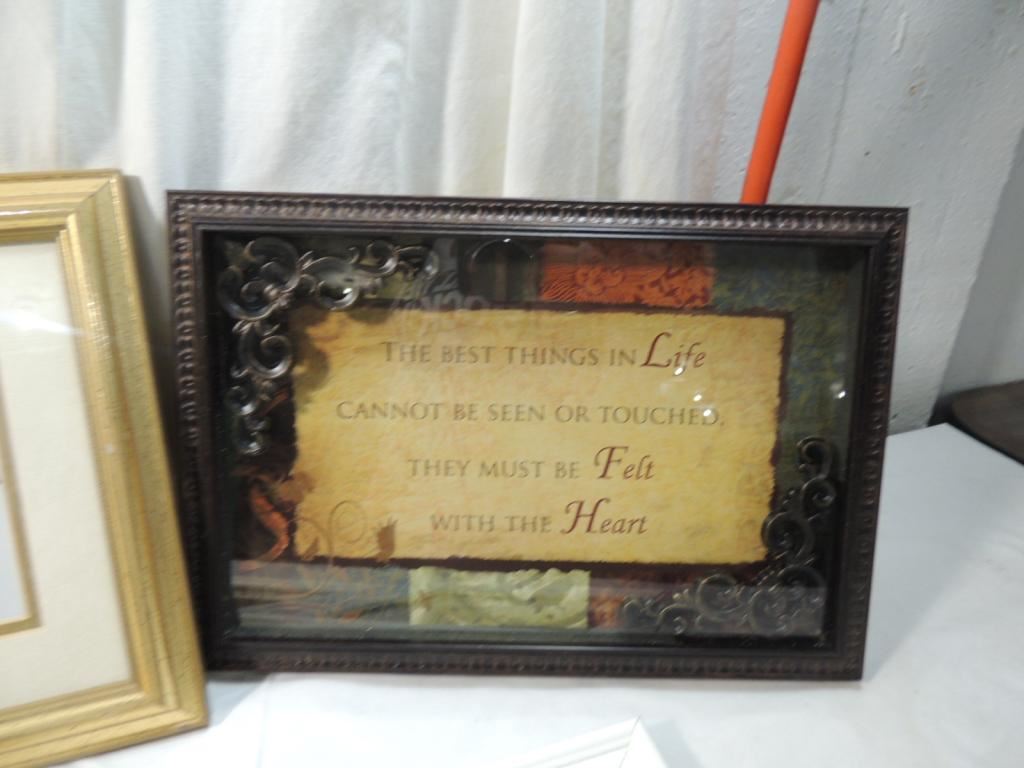 THE BEST THINGS IN Life
CANNOT BE SEEN OR TOUCHED,
THEY MUST BE Felt
WITH THE Heart